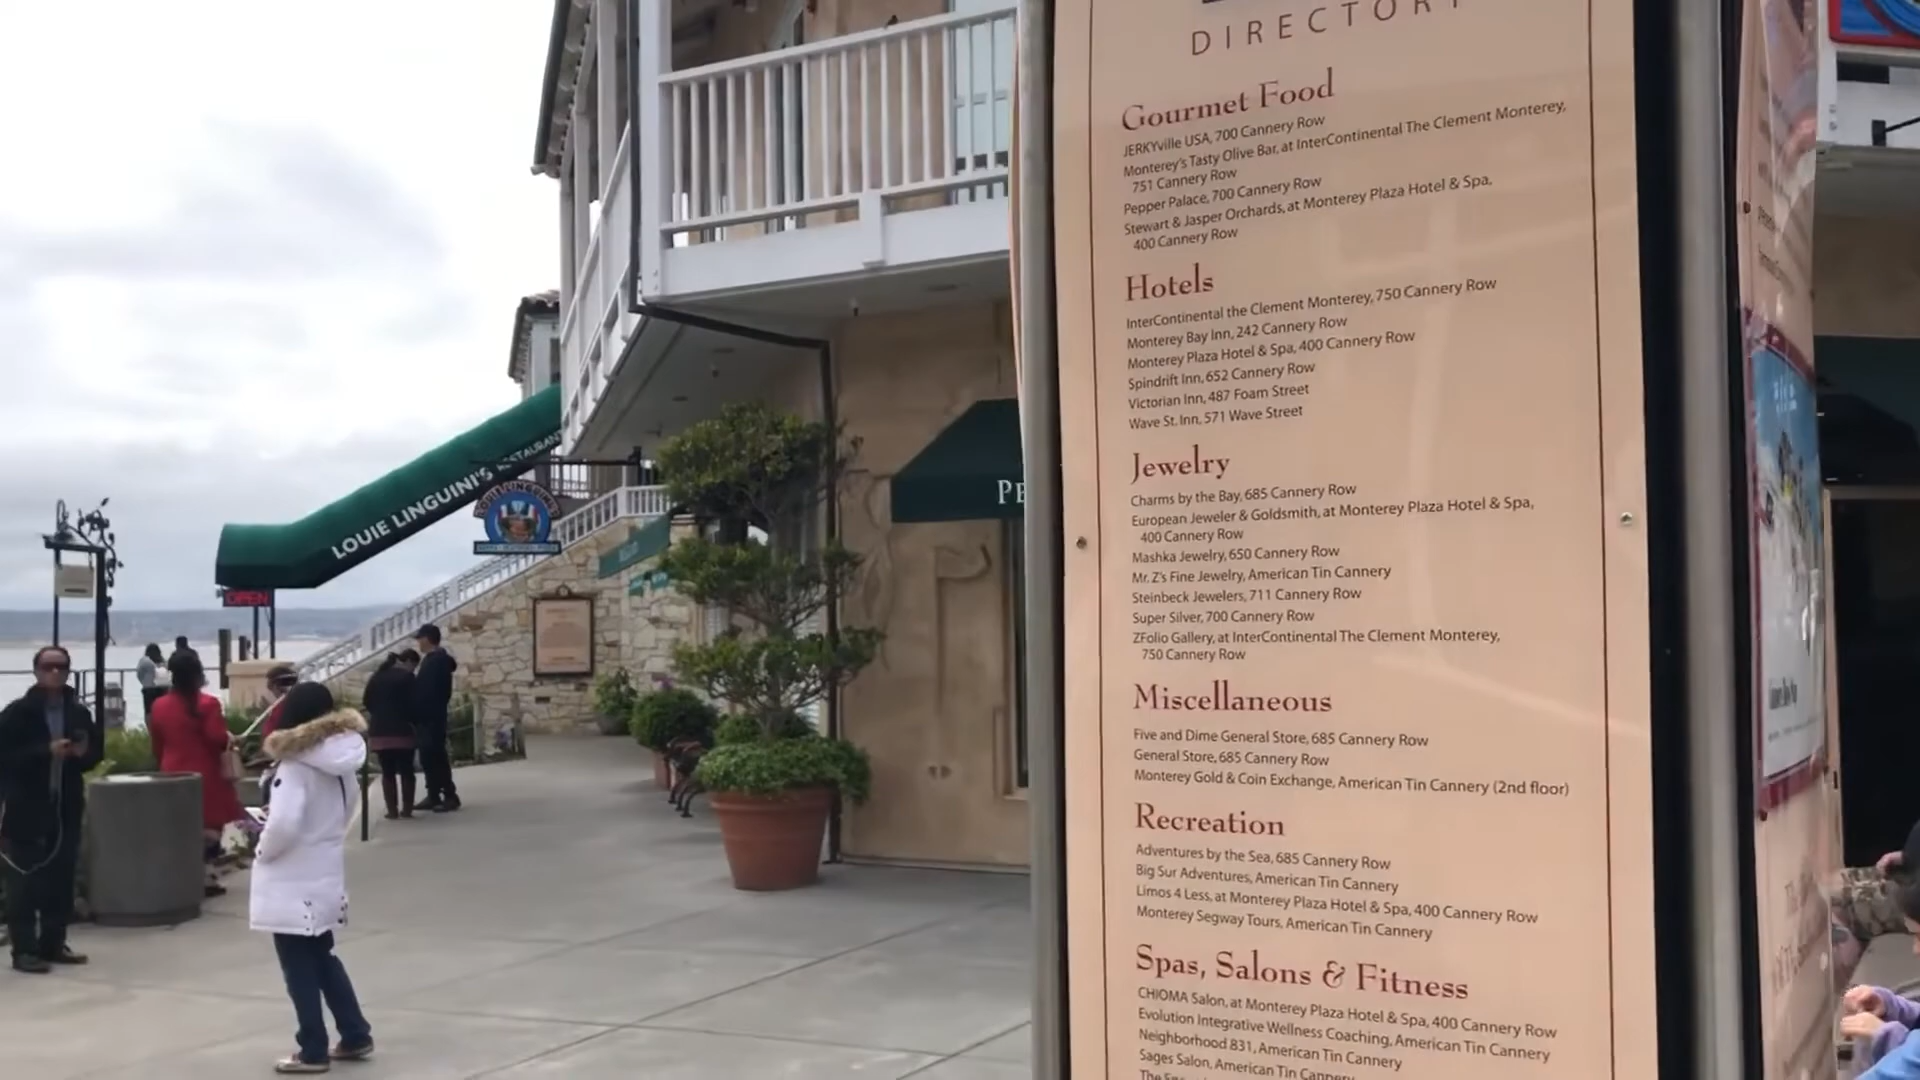 DIRECTORY
Gourmet Food
JERKYville USA, 700 Cannery Row
Monterey's Tasty Olive Bar, at InterContinental The Clement Monterey,
751 Cannery Row
Pepper Palace, 700 Cannery Row
Stewart & Jasper Orchards, at Monterey Plaza Hotel & Spa,
400 Cannery Row
Hotels
InterContinental the Clement Monterey, 750 Cannery Row
Monterey Bay Inn, 242 Cannery Row
Monterey Plaza Hotel & Spa, 400 Cannery Row
Spindrift Inn, 652 Cannery Row
Victorian Inn, 487 Foam Street
Wave St. Inn, 571 Wave Street
Jewelry
Charms by the Bay, 685 Cannery Row
European Jeweler & Goldsmith, at Monterey Plaza Hotel & Spa,
400 Cannery Row
Mashka Jewelry, 650 Cannery Row
Mr. Z's Fine Jewelry, American Tin Cannery
Steinbeck Jewelers, 711 Cannery Row
Super Silver, 700 Cannery Row
ZFolio Gallery, at InterContinental The Clement Monterey,
750 Cannery Row
Miscellaneous
Five and Dime General Store, 685 Cannery Row
General Store, 685 Cannery Row
Monterey Gold & Coin Exchange, American Tin Cannery (2nd floor)
Recreation
Adventures by the Sea, 685 Cannery Row
Big Sur Adventures, American Tin Cannery
Limos 4 Less, at Monterey Plaza Hotel & Spa, 400 Cannery Row
Monterey Segway Tours, American Tin Cannery
Spas, Salons & Fitness
CHIOMA Salon, at Monterey Plaza Hotel & Spa, 400 Cannery Row
Evolution Integrative Wellness Coaching, American Tin Cannery
Neighborhood 831, American Tin Cannery
Sages Salon, American Tin Cannery
LOUIE LINGUINI'S RESTAURANT
LOUIE LINGUINI'S
OPEN
PE